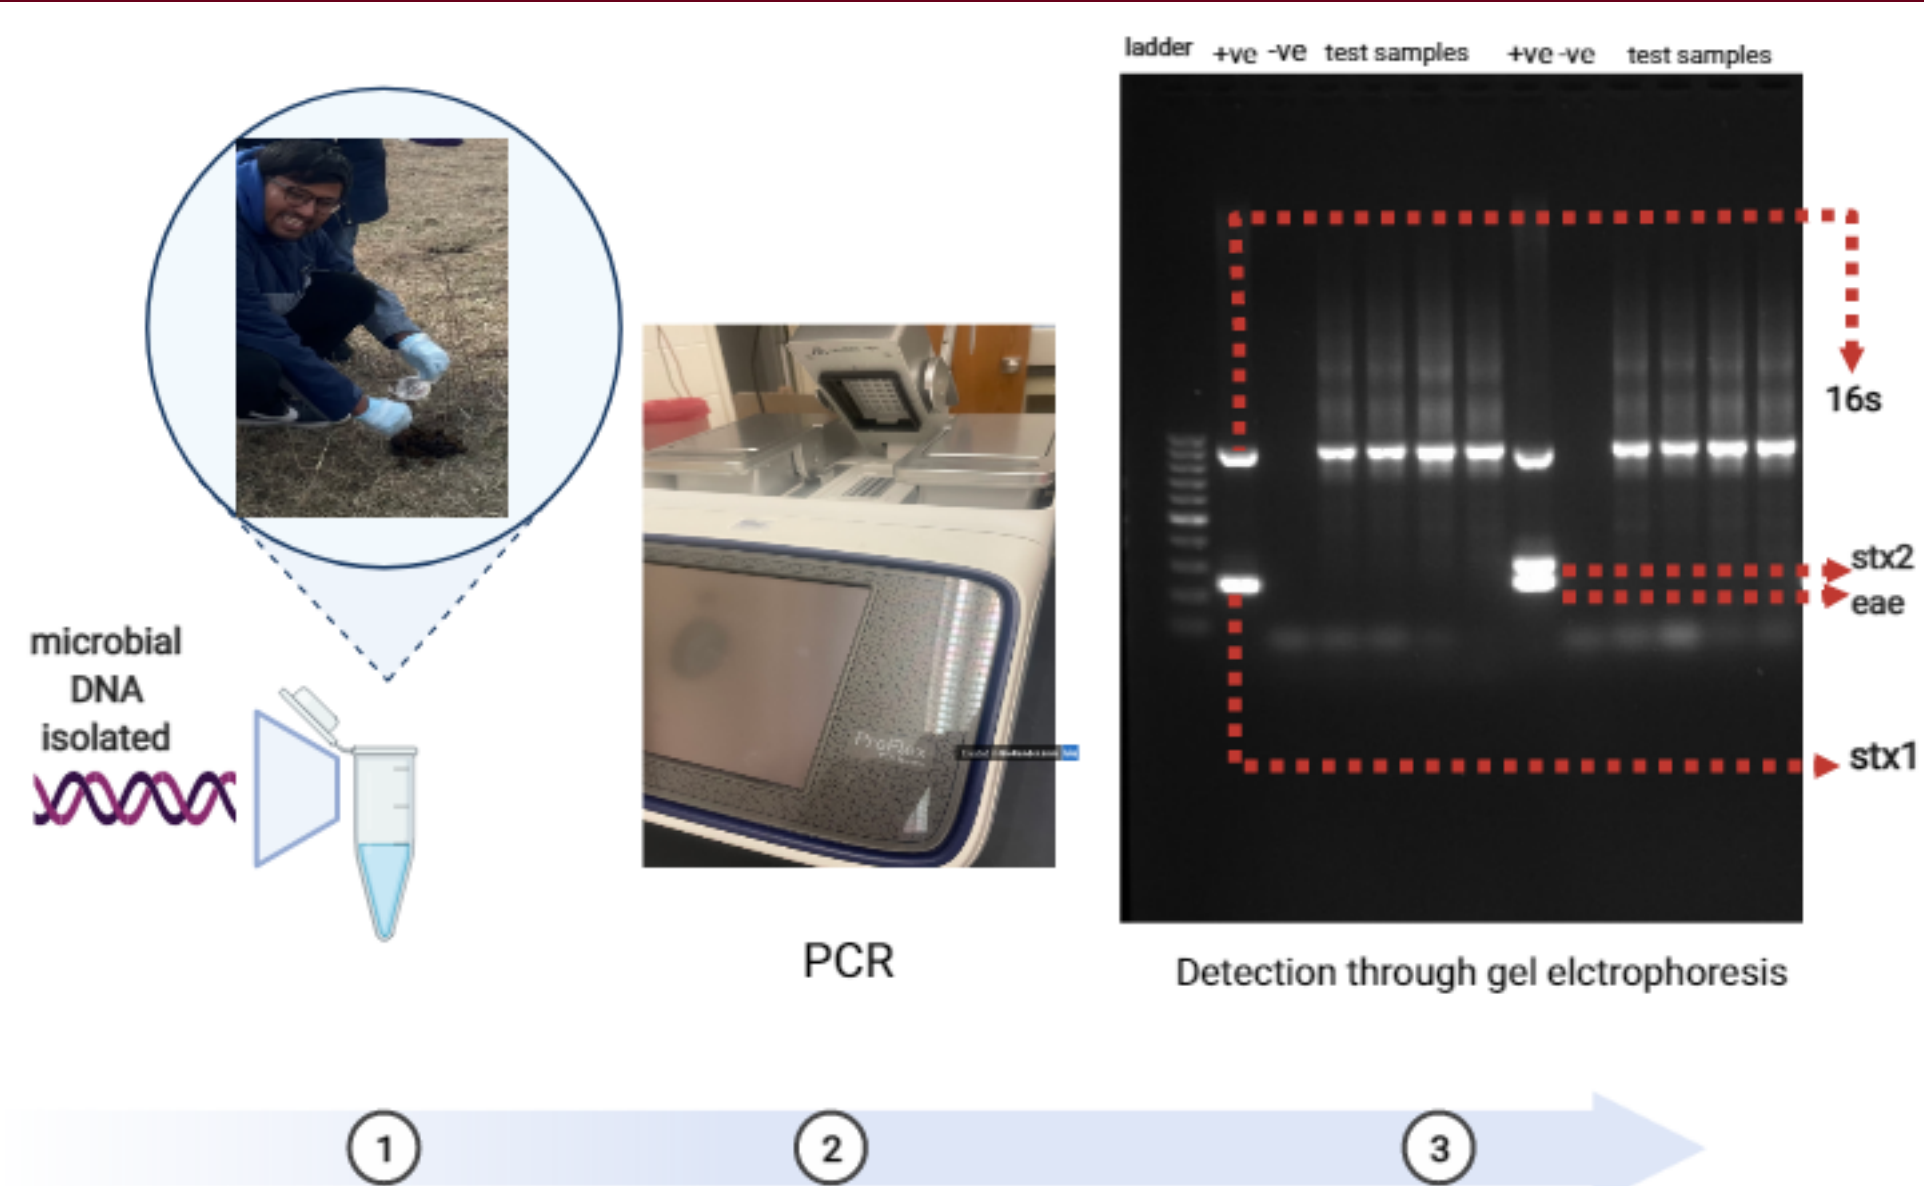 ladder +ve -ve test samples +ve -ve test samples
16s
stx2
eae
stx1
microbial
DNA
isolated
ProFlex
PCR
Detection through gel elctrophoresis
1 2 3